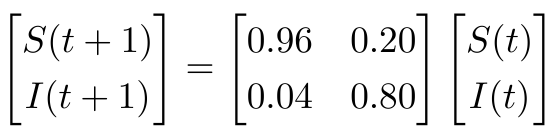 [S(t + 1)] = [0.96 0.20] [S(t)]
[I(t + 1)] [0.04 0.80] [I(t)]